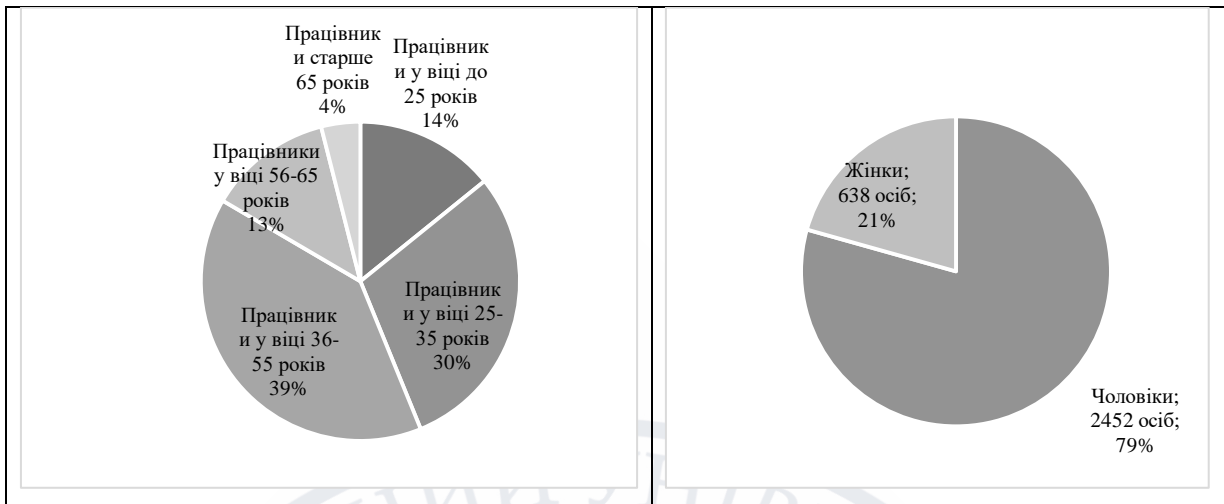 Працівник
и старше
65 років
4%
Працівник
и у віці до
25 років
14%
Працівники
у віці 56-65
років
13%
Працівник
и у віці 25-
35 років
30%
Працівник
и у віці 36-
55 років
39%
Жінки;
638 осіб;
21%
Чоловіки;
2452 осіб;
79%